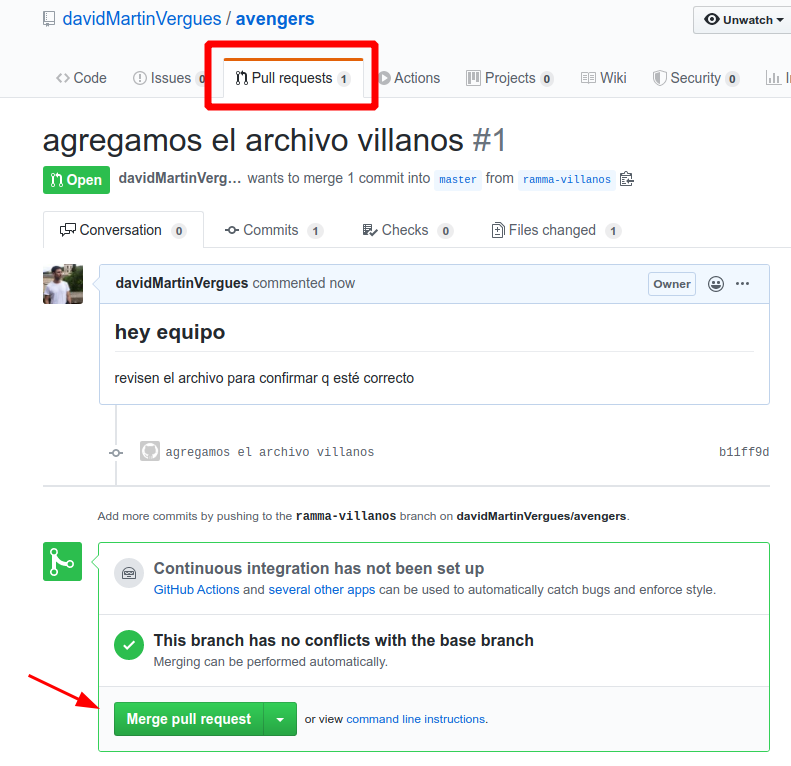 davidMartinVergues / avengers
Unwatch
Code Issues 0 Pull requests 1 Actions Projects 0 Wiki Security 0
agregamos el archivo villanos #1
Open davidMartinVerg... wants to merge 1 commit into master from ramma-villanos
Conversation 0 Commits 1 Checks 0 Files changed 1
davidMartinVergues commented now Owner
hey equipo
revisen el archivo para confirmar q esté correcto
agregamos el archivo villanos b11ff9d
Add more commits by pushing to the ramma-villanos branch on davidMartinVergues/avengers.
Continuous integration has not been set up
GitHub Actions and several other apps can be used to automatically catch bugs and enforce style.
This branch has no conflicts with the base branch
Merging can be performed automatically.
Merge pull request or view command line instructions.